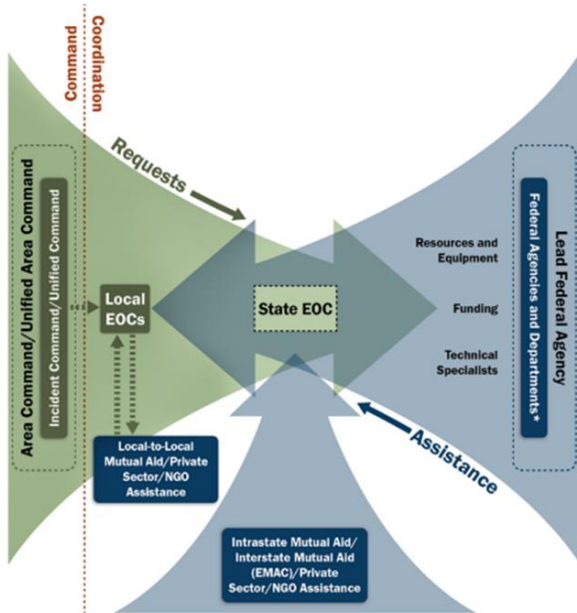 Command
Coordination
Requests
Area Command/Unified Area Command
Incident Command/Unified Command
Local
EOCs
State EOC
Resources and
Equipment
Funding
Technical
Specialists
Lead Federal Agency
Federal Agencies and Departments*
Assistance
Local-to-Local
Mutual Aid/Private
Sector/NGO
Assistance
Intrastate Mutual Aid/
Interstate Mutual Aid
(EMAC)/Private
Sector/NGO Assistance